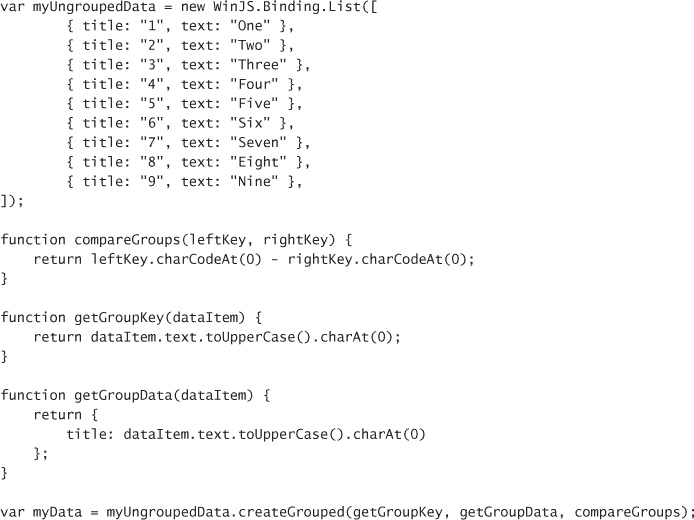 var myUngroupedData = new WinJS.Binding.List([
        { title: "1", text: "One" },
        { title: "2", text: "Two" },
        { title: "3", text: "Three" },
        { title: "4", text: "Four" },
        { title: "5", text: "Five" },
        { title: "6", text: "Six" },
        { title: "7", text: "Seven" },
        { title: "8", text: "Eight" },
        { title: "9", text: "Nine" },
]);

function compareGroups(leftKey, rightKey) {
    return leftKey.charCodeAt(0) - rightKey.charCodeAt(0);
}

function getGroupKey(dataItem) {
    return dataItem.text.toUpperCase().charAt(0);
}

function getGroupData(dataItem) {
    return {
        title: dataItem.text.toUpperCase().charAt(0)
    };
}

var myData = myUngroupedData.createGrouped(getGroupKey, getGroupData, compareGroups);